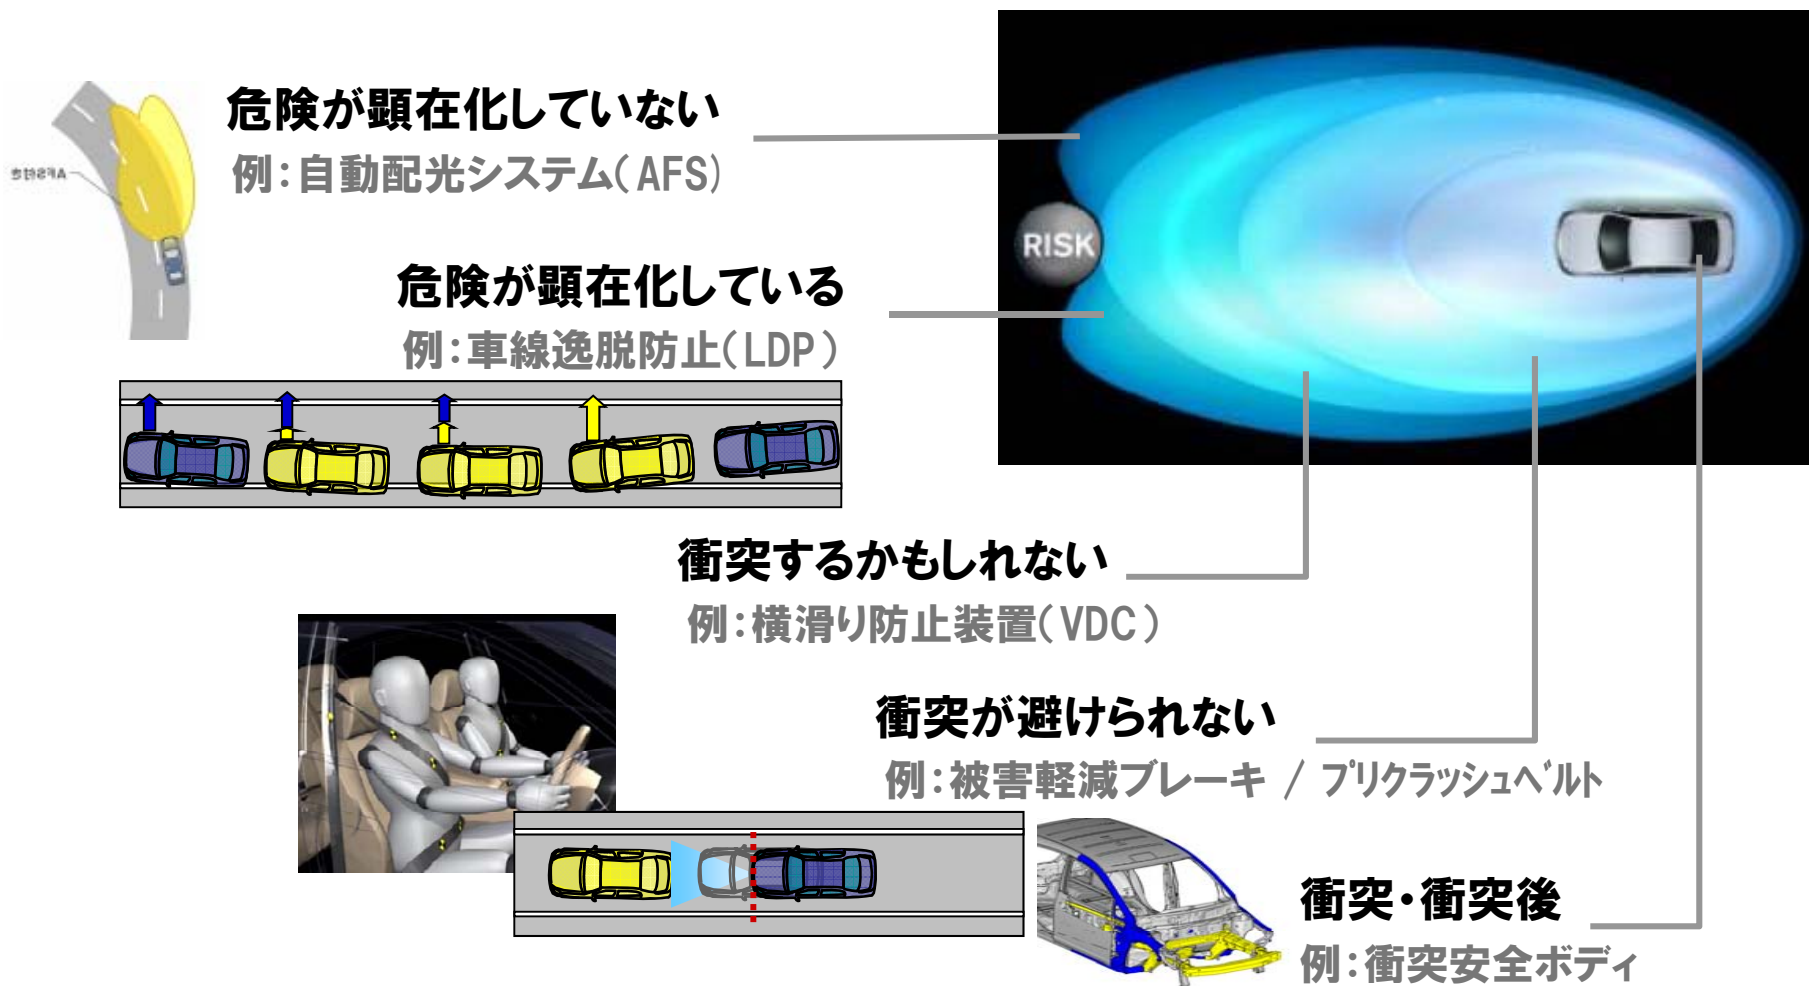 危険が顕在化していない
例：自動配光システム（AFS）
AFS付き
RISK
危険が顕在化している
例：車線逸脱防止（LDP）
衝突するかもしれない
例：横滑り防止装置（VDC）
衝突が避けられない
例：被害軽減ブレーキ / プリクラッシュベルト
衝突・衝突後
例：衝突安全ボディ